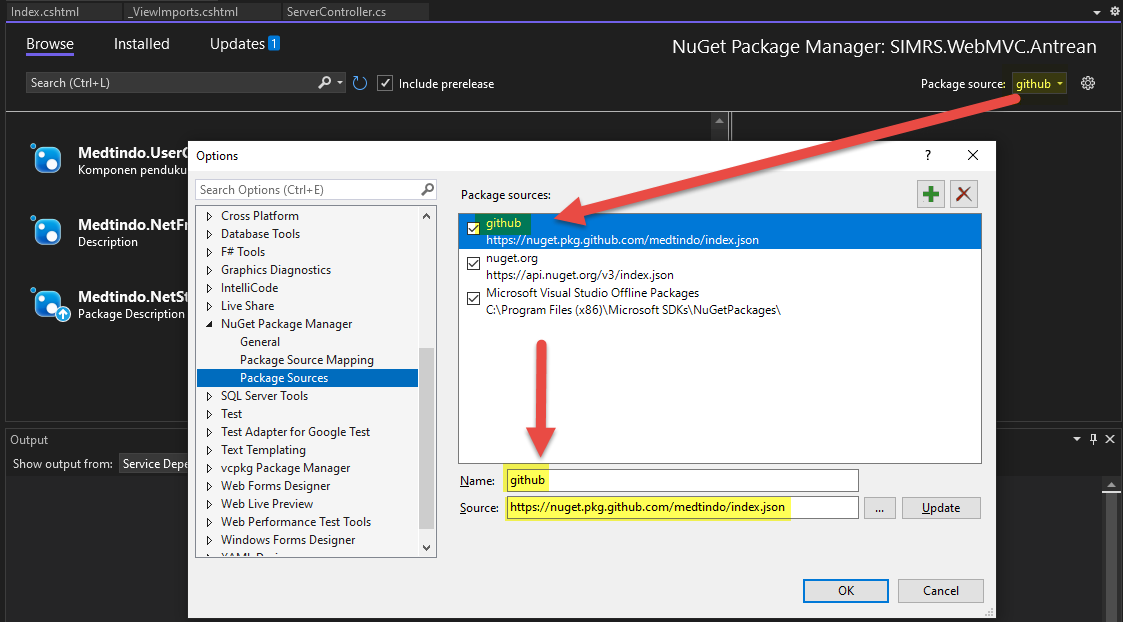 Index.cshtml
_ViewImports.cshtml
ServerController.cs
Browse
Installed
Updates 1
NuGet Package Manager: SIMRS.WebMVC.Antrean
Search (Ctrl+L)
Include prerelease
Package source: github
Medtindo.User
Komponen penduku
Medtindo.NetFr
Description
Medtindo.NetSt
Package Description
Options
?
Search Options (Ctrl+E)
Cross Platform
Database Tools
F# Tools
Graphics Diagnostics
IntelliCode
Live Share
NuGet Package Manager
General
Package Source Mapping
Package Sources
SQL Server Tools
Test
Test Adapter for Google Test
Text Templating
vcpkg Package Manager
Web Forms Designer
Web Live Preview
Web Performance Test Tools
Windows Forms Designer
Package sources:
github
https://nuget.pkg.github.com/medtindo/index.json
nuget.org
https://api.nuget.org/v3/index.json
Microsoft Visual Studio Offline Packages
C:\Program Files (x86)\Microsoft SDKs\NuGetPackages\
Name: github
Source: https://nuget.pkg.github.com/medtindo/index.json
...
Update
OK
Cancel
Output
Show output from: Service Depe